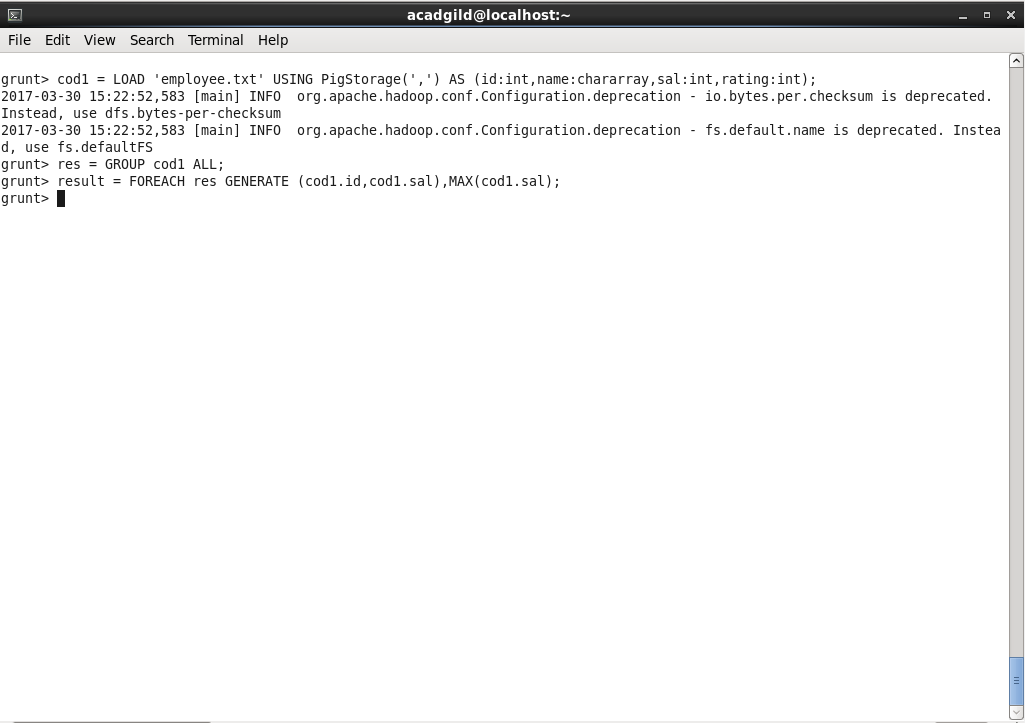 acadgild@localhost:~
File Edit View Search Terminal Help
grunt> cod1 = LOAD 'employee.txt' USING PigStorage(',') AS (id:int,name:chararray,sal:int,rating:int);
2017-03-30 15:22:52,583 [main] INFO  org.apache.hadoop.conf.Configuration.deprecation - io.bytes.per.checksum is deprecated.
Instead, use dfs.bytes-per-checksum
2017-03-30 15:22:52,583 [main] INFO  org.apache.hadoop.conf.Configuration.deprecation - fs.default.name is deprecated. Instea
d, use fs.defaultFS
grunt> res = GROUP cod1 ALL;
grunt> result = FOREACH res GENERATE (cod1.id,cod1.sal),MAX(cod1.sal);
grunt>